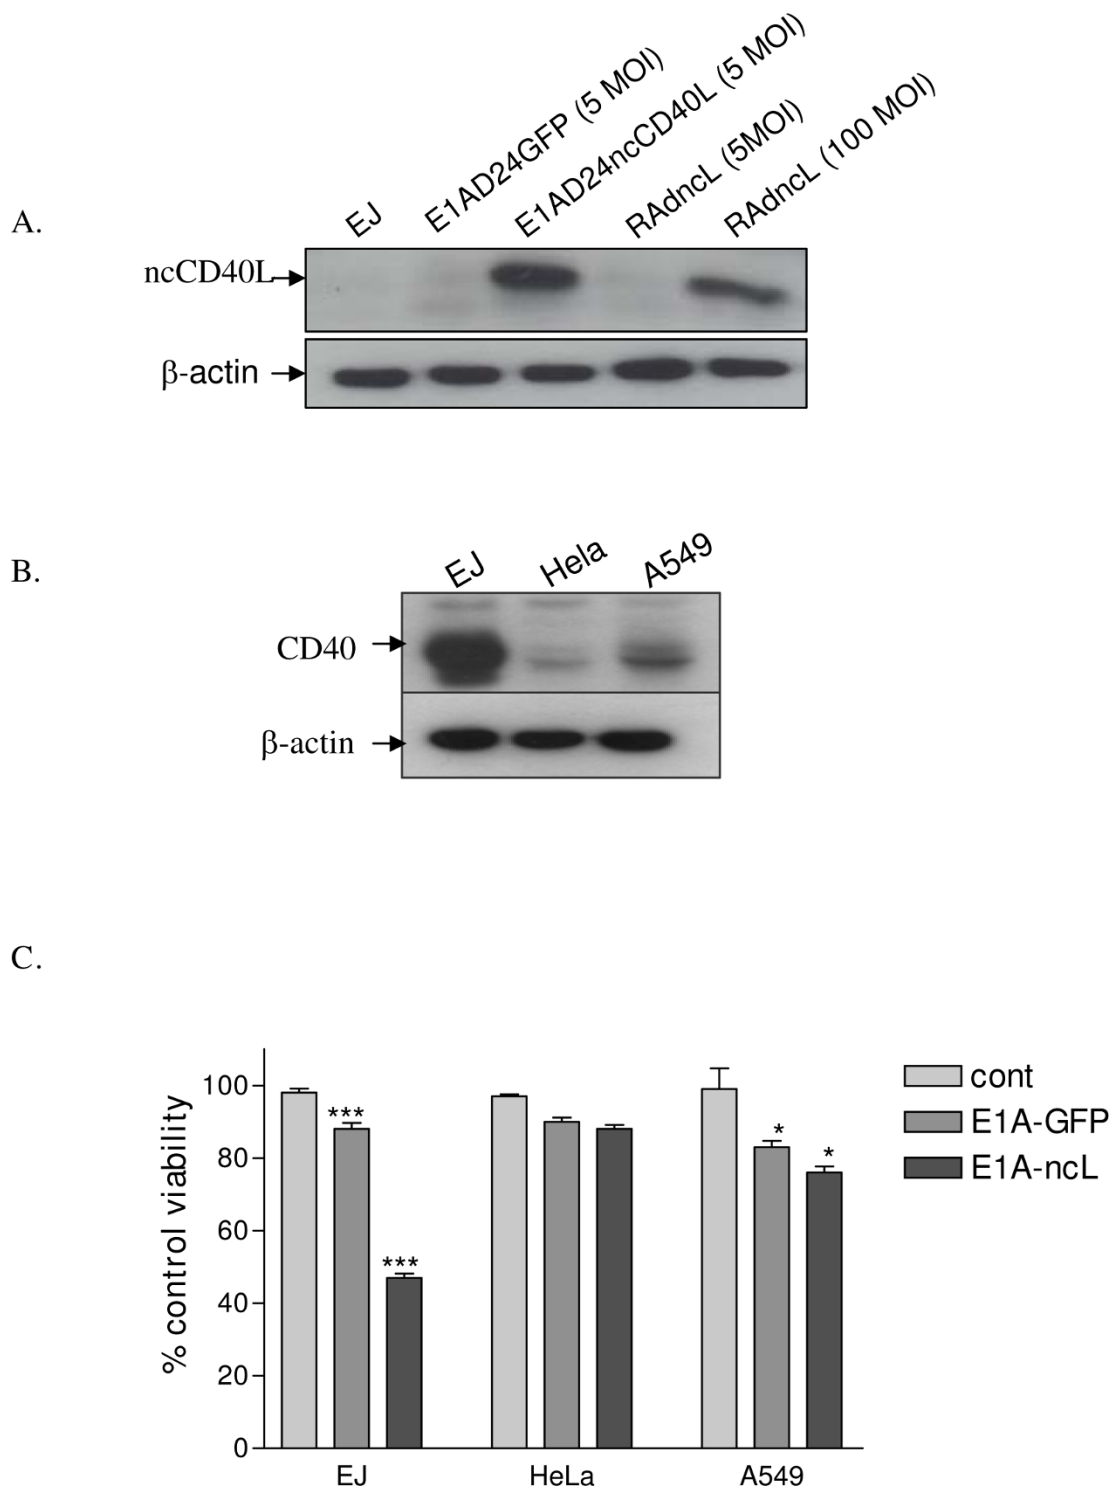 A.
EJ
E1AD24GFP (5 MOI)
E1AD24ncCD40L (5 MOI)
RAdncL (5MOI)
RAdncL (100 MOI)
ncCD40L
β-actin
B.
EJ
Hela
A549
CD40
β-actin
C.
% control viability
100
80
60
40
20
0
***
***
*
*
EJ
HeLa
A549
cont
E1A-GFP
E1A-ncL